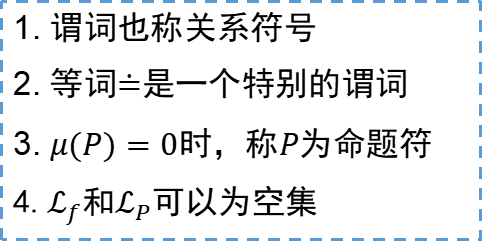 1. 谓词也称关系符号
2. 等词≐是一个特别的谓词
3. μ(P) = 0时，称P为命题符
4. ℒ_f和ℒ_P可以为空集